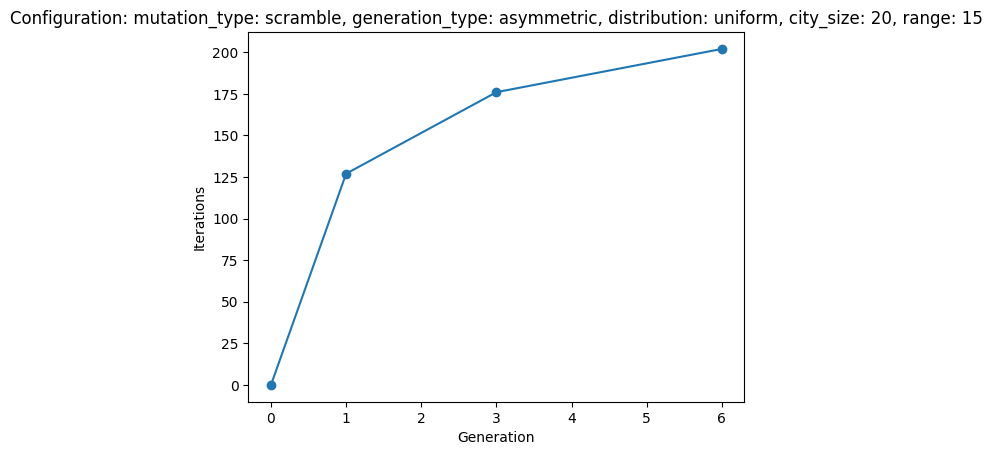 Configuration: mutation_type: scramble, generation_type: asymmetric, distribution: uniform, city_size: 20, range: 15
200
175
150
125
100
75
50
25
0
Iterations
0 1 2 3 4 5 6
Generation